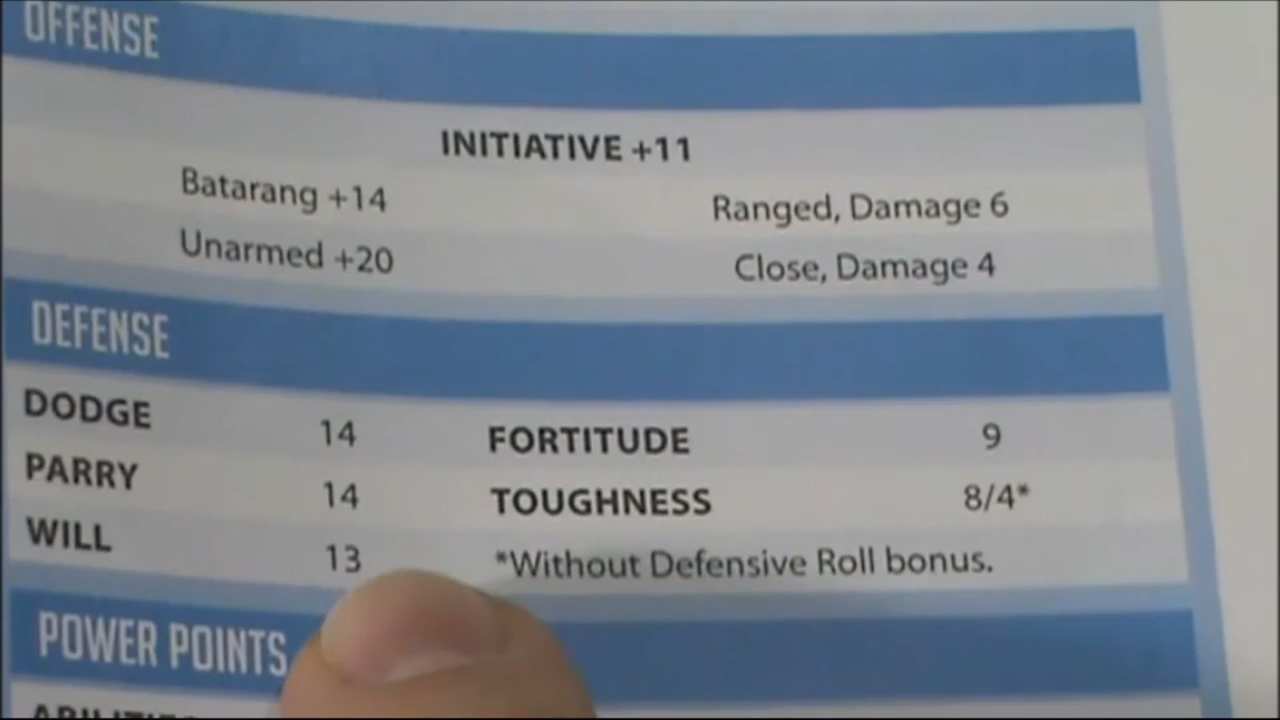 OFFENSE
INITIATIVE +11
Batarang +14 Ranged, Damage 6
Unarmed +20 Close, Damage 4
DEFENSE
DODGE 14 FORTITUDE 9
PARRY 14 TOUGHNESS 8/4*
WILL 13 *Without Defensive Roll bonus.
POWER POINTS